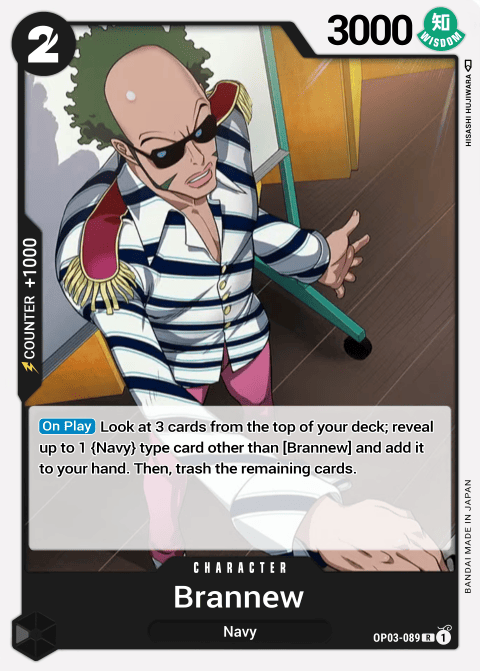 2
3000
知
WISDOM
HISASHI HUJIWARA
COUNTER +1000
On Play Look at 3 cards from the top of your deck; reveal
up to 1 {Navy} type card other than [Brannew] and add it
to your hand. Then, trash the remaining cards.
BANDAI MADE IN JAPAN
CHARACTER
Brannew
Navy
OP03-089 R 1